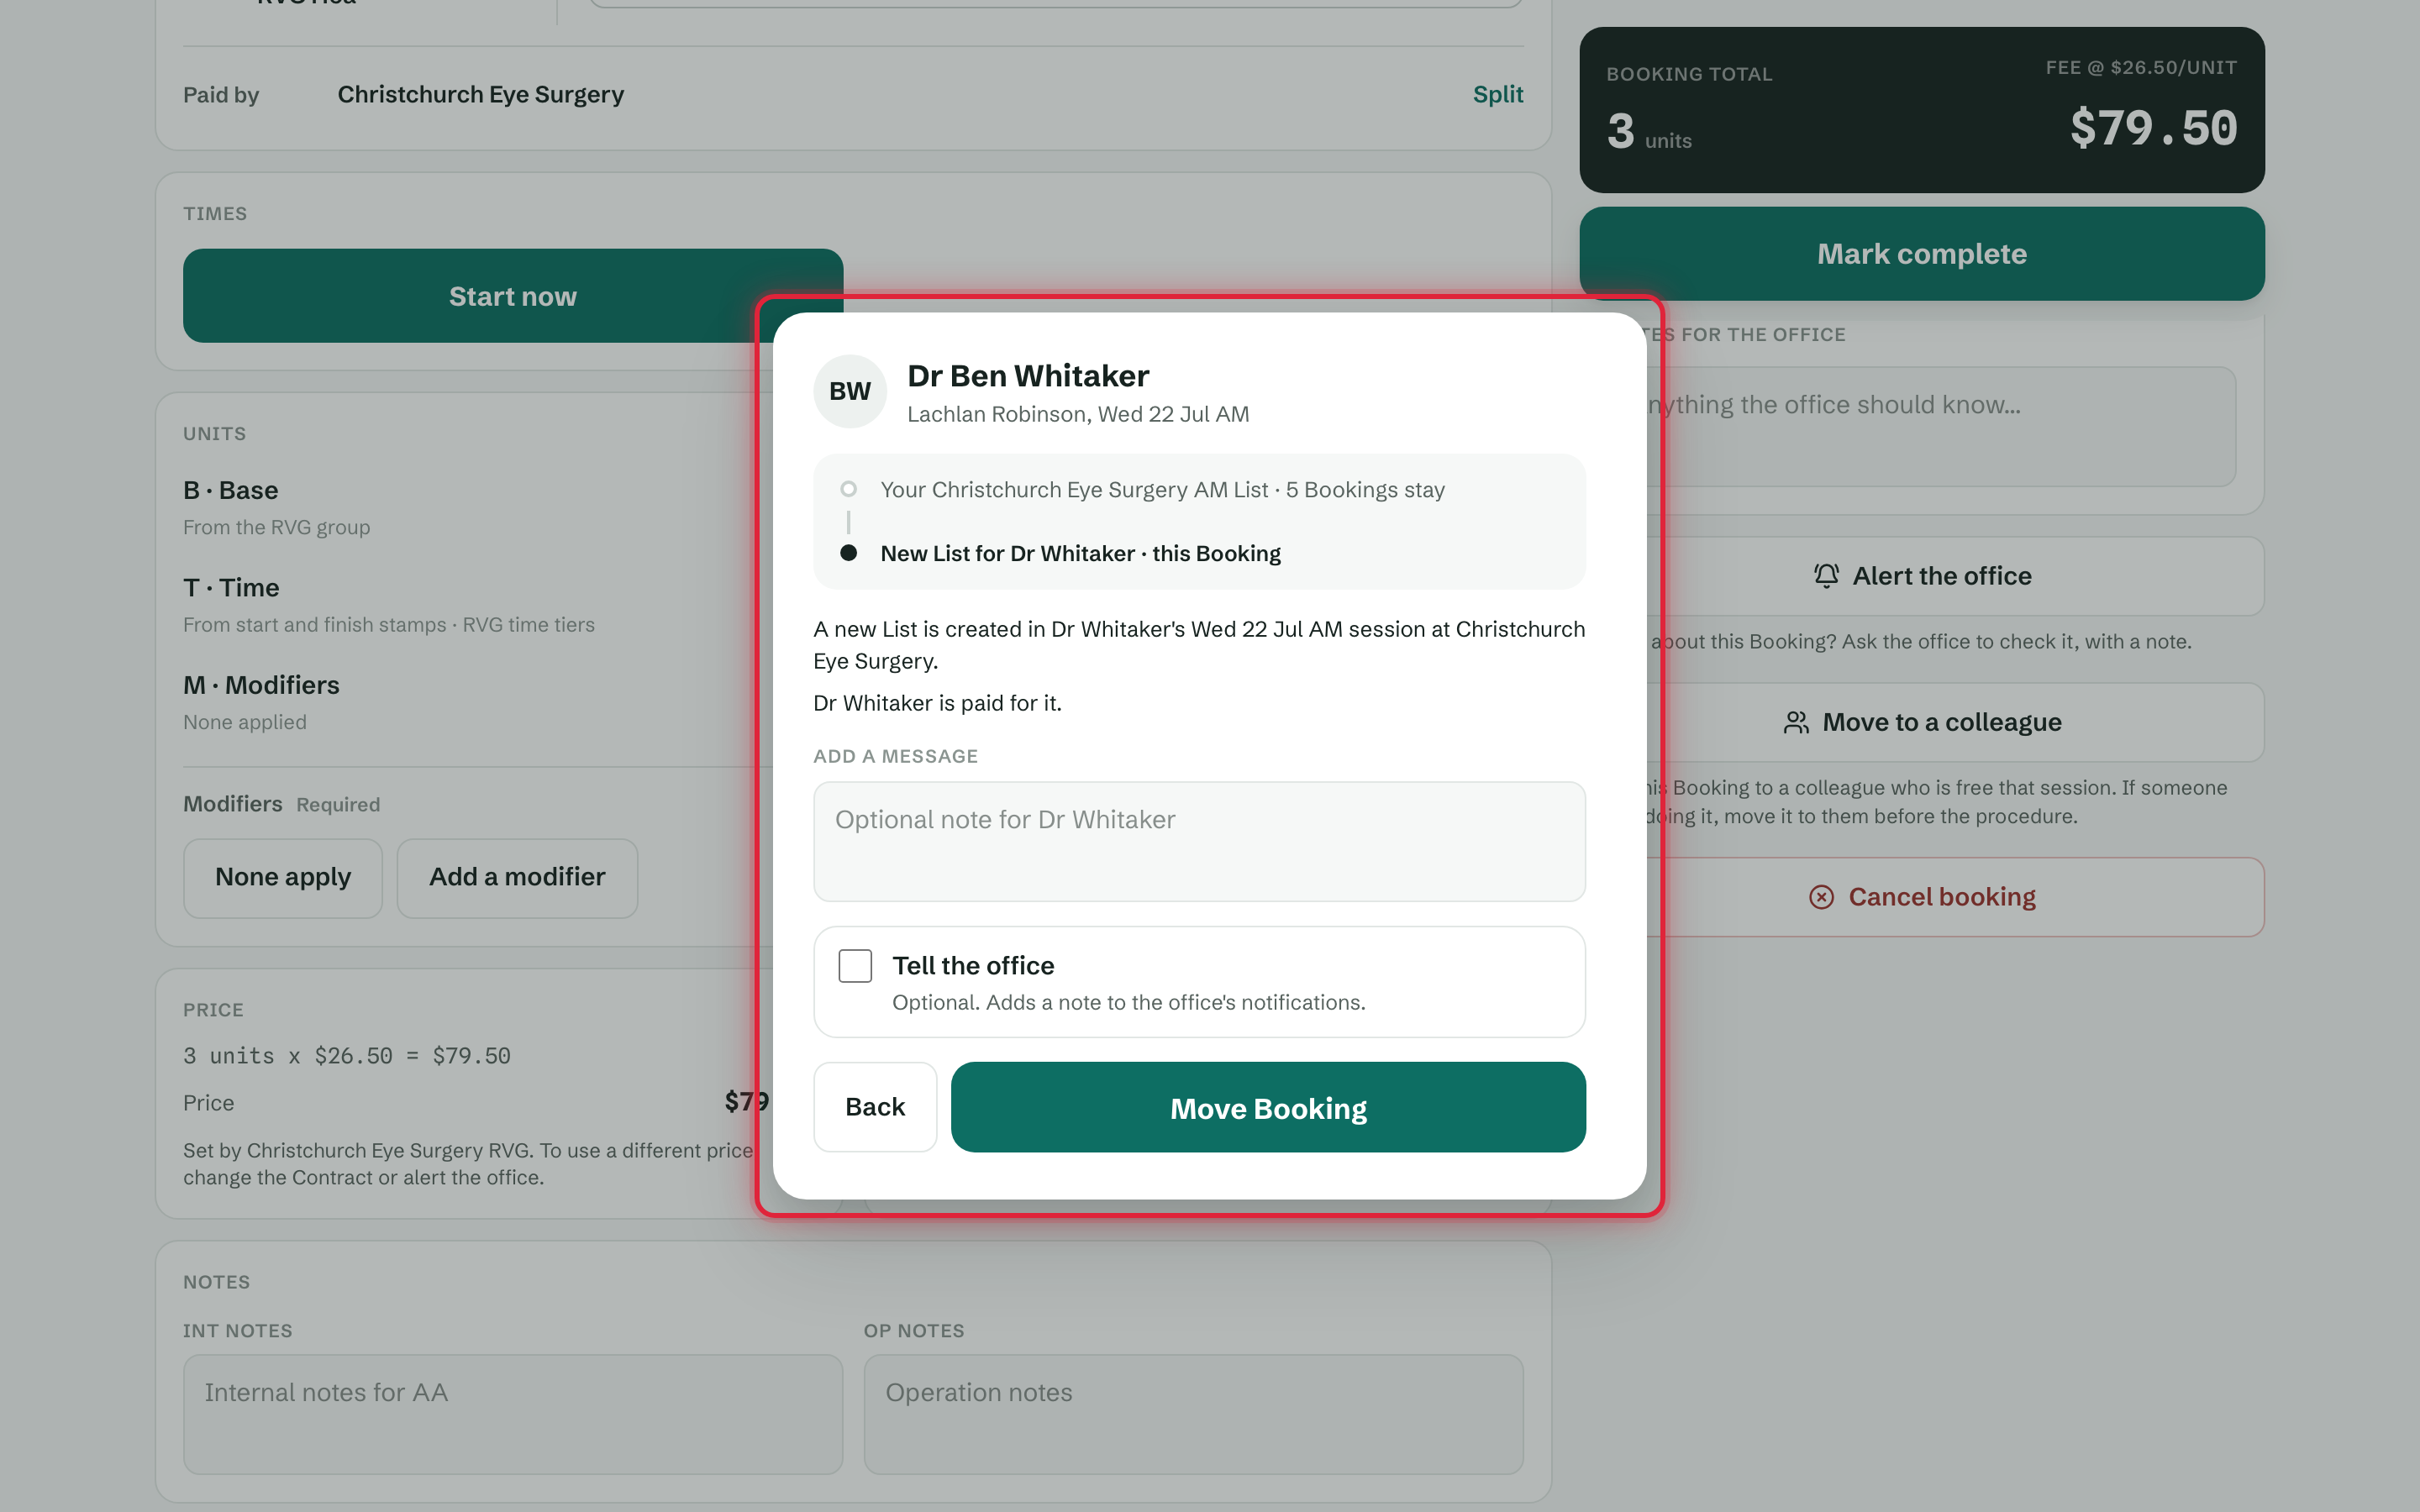 Paid by
Christchurch Eye Surgery
Split
TIMES
Start now
UNITS
B · Base
From the RVG group
T · Time
From start and finish stamps · RVG time tiers
M · Modifiers
None applied
Modifiers Required
None apply
Add a modifier
PRICE
3 units x $26.50 = $79.50
Price
$79
Set by Christchurch Eye Surgery RVG. To use a different price
change the Contract or alert the office.
NOTES
INT NOTES
Internal notes for AA
OP NOTES
Operation notes
BW
Dr Ben Whitaker
Lachlan Robinson, Wed 22 Jul AM
Your Christchurch Eye Surgery AM List · 5 Bookings stay
New List for Dr Whitaker · this Booking
A new List is created in Dr Whitaker's Wed 22 Jul AM session at Christchurch
Eye Surgery.
Dr Whitaker is paid for it.
ADD A MESSAGE
Optional note for Dr Whitaker
Tell the office
Optional. Adds a note to the office's notifications.
Back
Move Booking
BOOKING TOTAL
FEE @ $26.50/UNIT
3 units
$79.50
Mark complete
FOR THE OFFICE
the office should know...
Alert the office
about this Booking? Ask the office to check it, with a note.
Move to a colleague
Booking to a colleague who is free that session. If someone
doing it, move it to them before the procedure.
Cancel booking